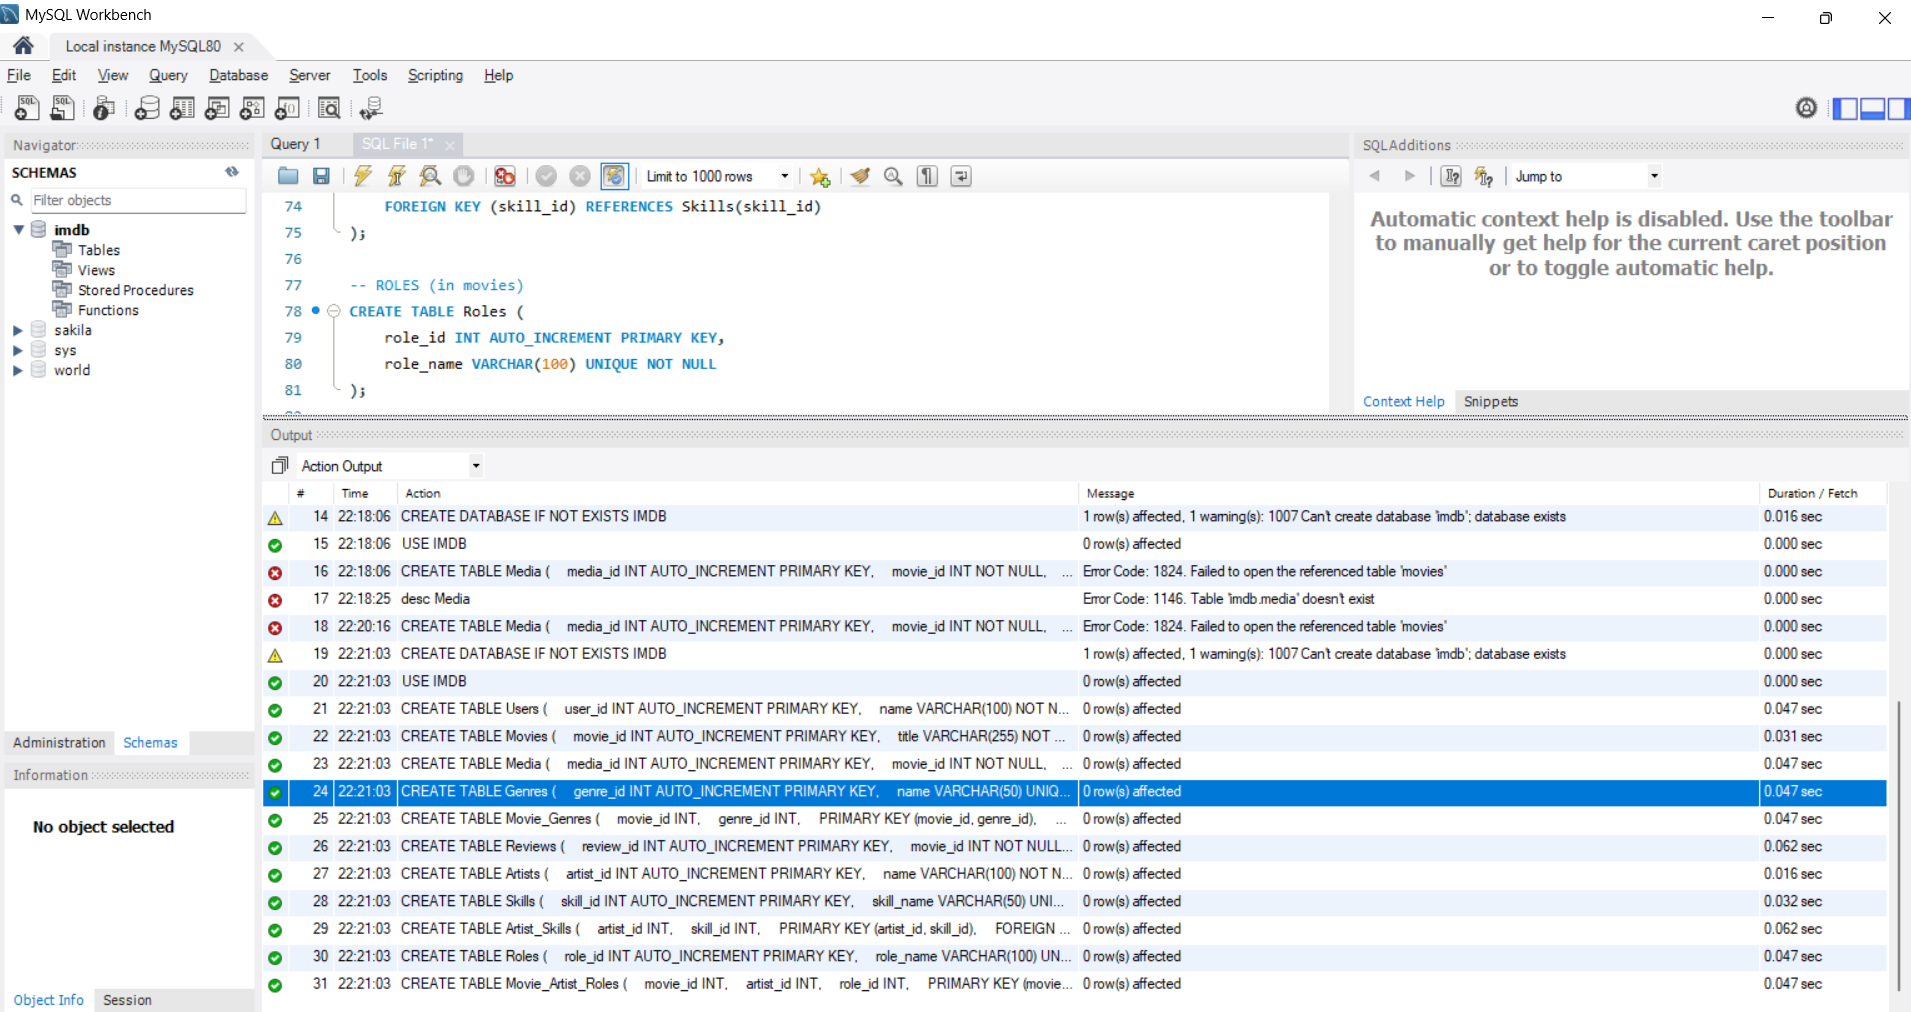 MySQL Workbench
Local instance MySQL80
File Edit View Query Database Server Tools Scripting Help
Navigator
SCHEMAS
Filter objects
imdb
Tables
Views
Stored Procedures
Functions
sakila
sys
world
Administration Schemas
Information
No object selected
Object Info Session
Query 1 SQL File 1*
Limit to 1000 rows
74 FOREIGN KEY (skill_id) REFERENCES Skills(skill_id)
75 );
76
77 -- ROLES (in movies)
78 CREATE TABLE Roles (
79 role_id INT AUTO_INCREMENT PRIMARY KEY,
80 role_name VARCHAR(100) UNIQUE NOT NULL
81 );
SQLAdditions
Jump to
Automatic context help is disabled. Use the toolbar
to manually get help for the current caret position
or to toggle automatic help.
Context Help Snippets
Output
Action Output
# Time Action Message Duration / Fetch
14 22:18:06 CREATE DATABASE IF NOT EXISTS IMDB 1 row(s) affected, 1 warning(s): 1007 Can't create database 'imdb'; database exists 0.016 sec
15 22:18:06 USE IMDB 0 row(s) affected 0.000 sec
16 22:18:06 CREATE TABLE Media ( media_id INT AUTO_INCREMENT PRIMARY KEY, movie_id INT NOT NULL, ... Error Code: 1824. Failed to open the referenced table 'movies' 0.000 sec
17 22:18:25 desc Media Error Code: 1146. Table 'imdb.media' doesn't exist 0.000 sec
18 22:20:16 CREATE TABLE Media ( media_id INT AUTO_INCREMENT PRIMARY KEY, movie_id INT NOT NULL, ... Error Code: 1824. Failed to open the referenced table 'movies' 0.000 sec
19 22:21:03 CREATE DATABASE IF NOT EXISTS IMDB 1 row(s) affected, 1 warning(s): 1007 Can't create database 'imdb'; database exists 0.000 sec
20 22:21:03 USE IMDB 0 row(s) affected 0.000 sec
21 22:21:03 CREATE TABLE Users ( user_id INT AUTO_INCREMENT PRIMARY KEY, name VARCHAR(100) NOT N... 0 row(s) affected 0.047 sec
22 22:21:03 CREATE TABLE Movies ( movie_id INT AUTO_INCREMENT PRIMARY KEY, title VARCHAR(255) NOT ... 0 row(s) affected 0.031 sec
23 22:21:03 CREATE TABLE Media ( media_id INT AUTO_INCREMENT PRIMARY KEY, movie_id INT NOT NULL, ... 0 row(s) affected 0.047 sec
24 22:21:03 CREATE TABLE Genres ( genre_id INT AUTO_INCREMENT PRIMARY KEY, name VARCHAR(50) UNIQ... 0 row(s) affected 0.047 sec
25 22:21:03 CREATE TABLE Movie_Genres ( movie_id INT, genre_id INT, PRIMARY KEY (movie_id, genre_id), ... 0 row(s) affected 0.047 sec
26 22:21:03 CREATE TABLE Reviews ( review_id INT AUTO_INCREMENT PRIMARY KEY, movie_id INT NOT NULL... 0 row(s) affected 0.062 sec
27 22:21:03 CREATE TABLE Artists ( artist_id INT AUTO_INCREMENT PRIMARY KEY, name VARCHAR(100) NOT N... 0 row(s) affected 0.016 sec
28 22:21:03 CREATE TABLE Skills ( skill_id INT AUTO_INCREMENT PRIMARY KEY, skill_name VARCHAR(50) UNI... 0 row(s) affected 0.032 sec
29 22:21:03 CREATE TABLE Artist_Skills ( artist_id INT, skill_id INT, PRIMARY KEY (artist_id, skill_id), FOREIGN ... 0 row(s) affected 0.062 sec
30 22:21:03 CREATE TABLE Roles ( role_id INT AUTO_INCREMENT PRIMARY KEY, role_name VARCHAR(100) UN... 0 row(s) affected 0.047 sec
31 22:21:03 CREATE TABLE Movie_Artist_Roles ( movie_id INT, artist_id INT, role_id INT, PRIMARY KEY (movie... 0 row(s) affected 0.047 sec